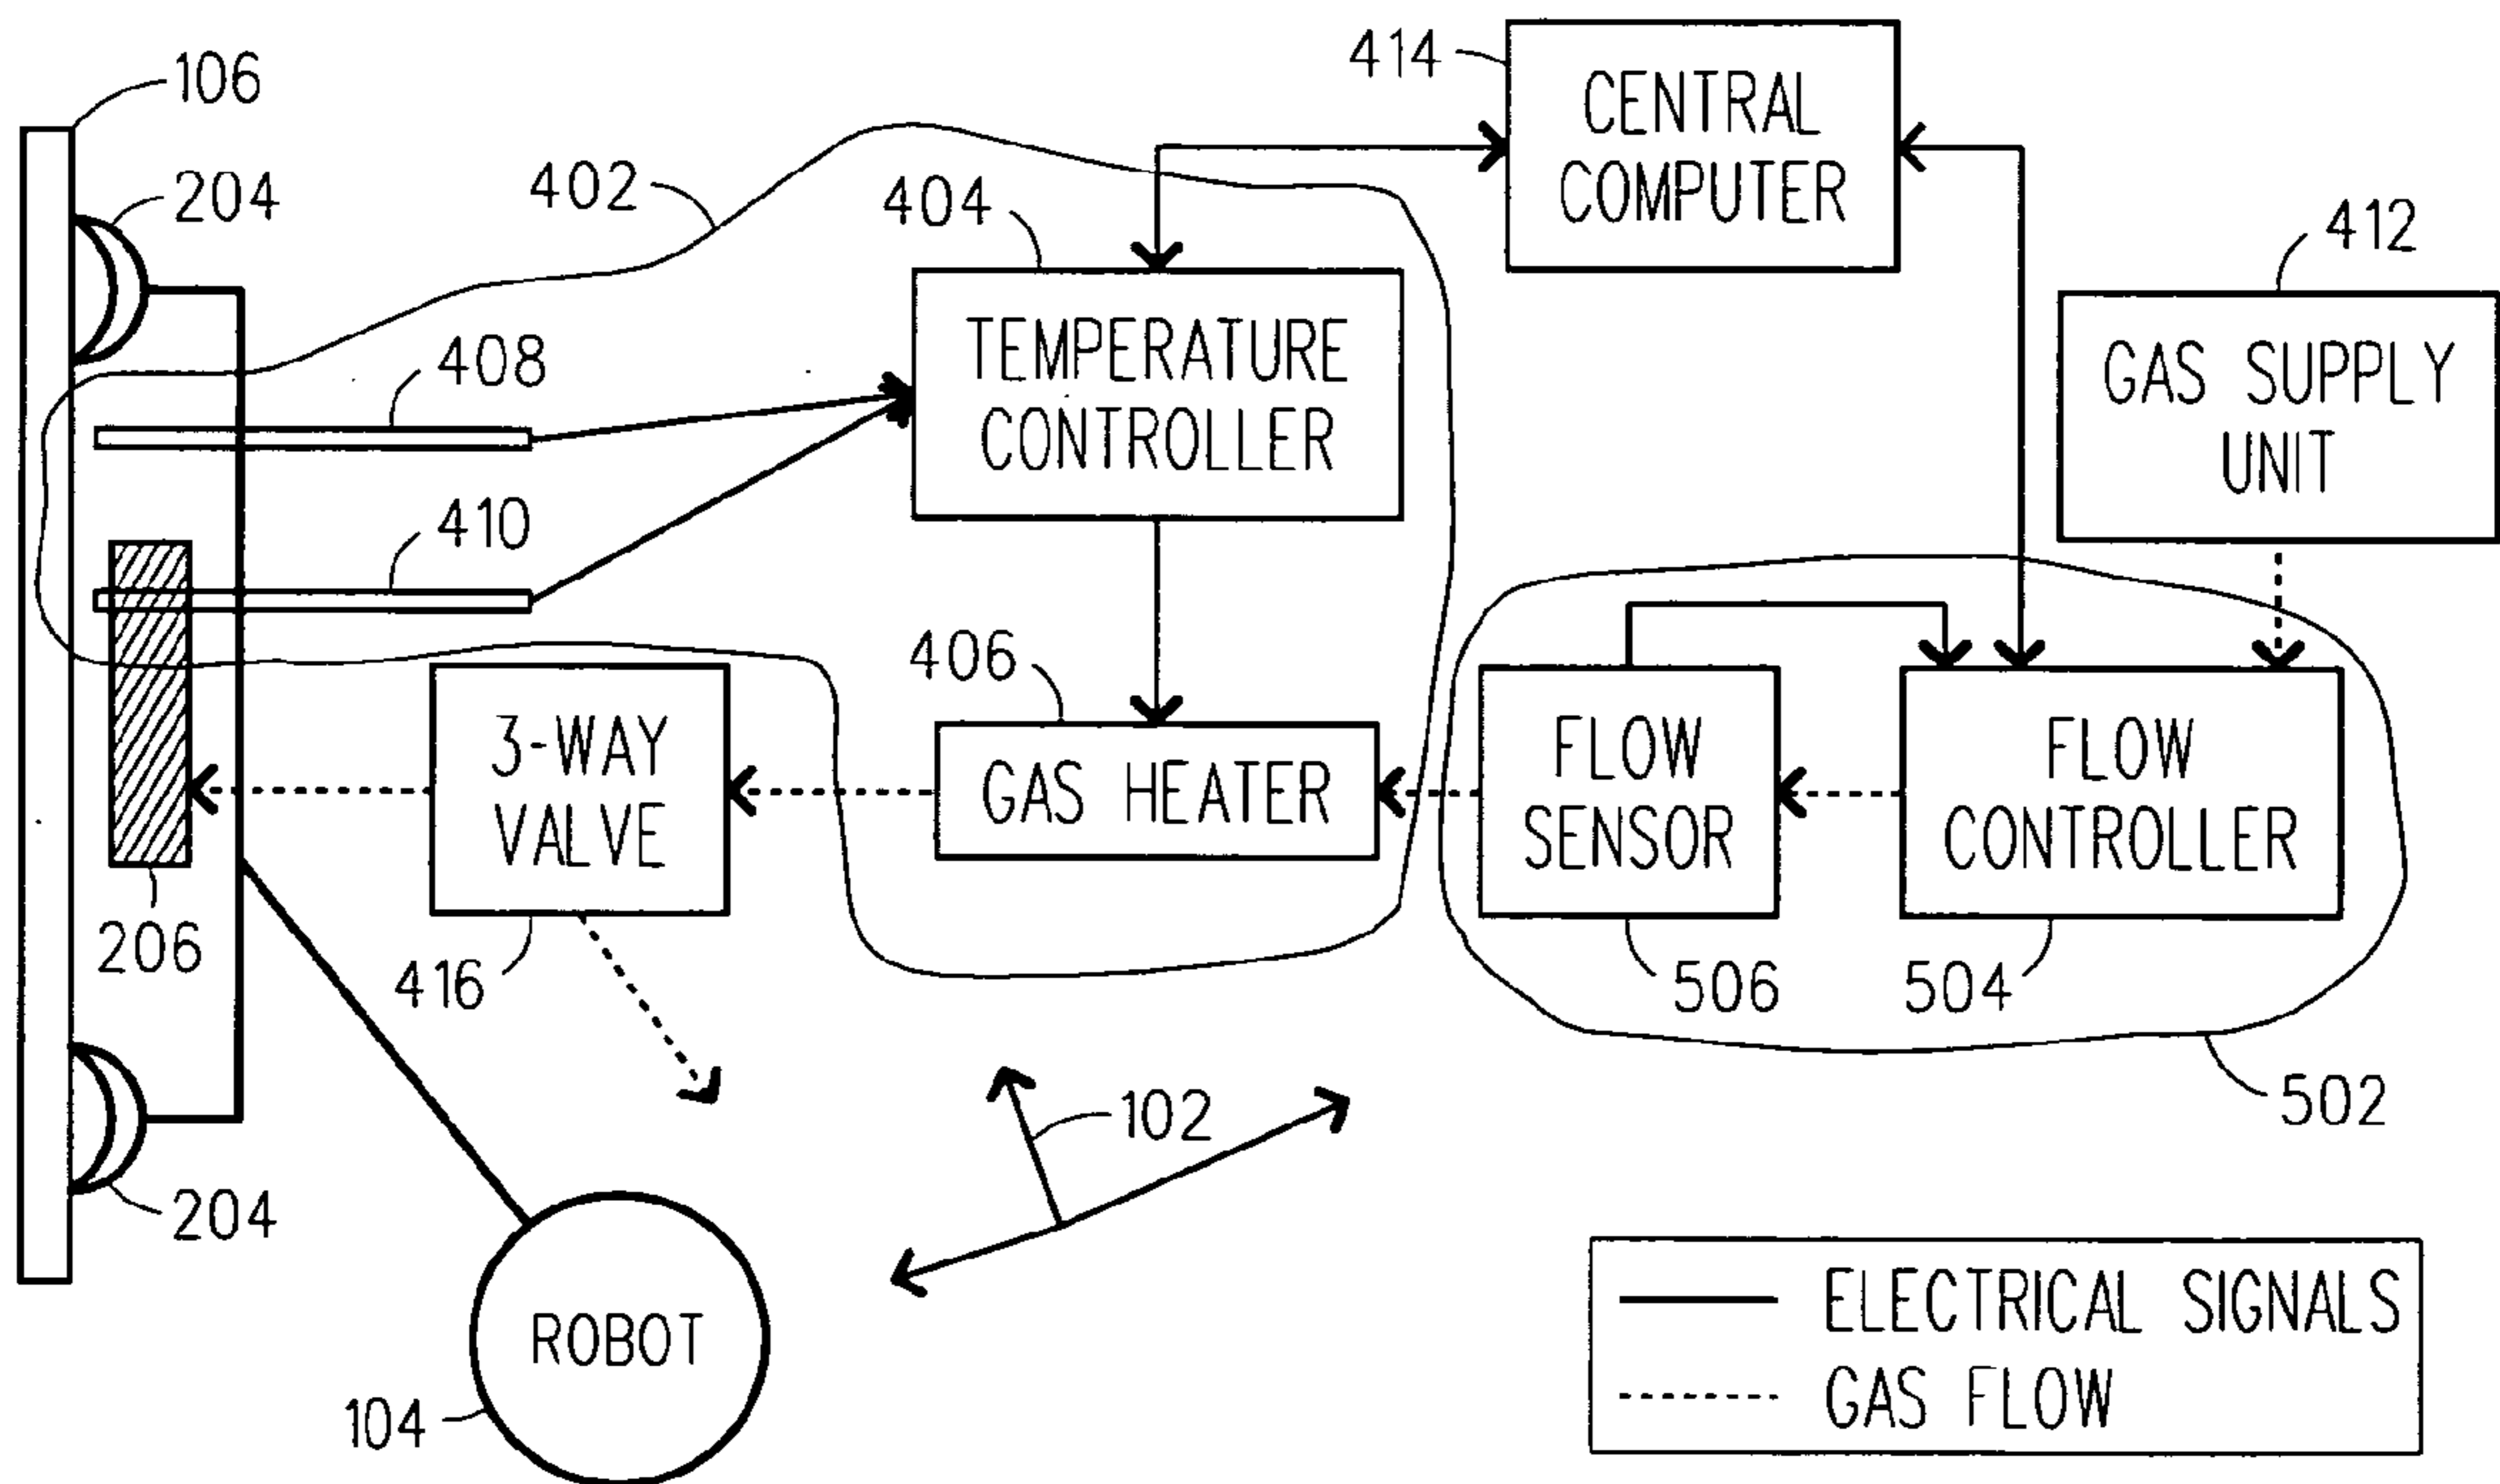 106
204
402
408
410
404
414
CENTRAL
COMPUTER
412
TEMPERATURE
CONTROLLER
GAS SUPPLY
UNIT
406
3-WAY
VALVE
GAS HEATER
FLOW
SENSOR
FLOW
CONTROLLER
206
416
506
504
502
102
204
ROBOT
104
ELECTRICAL SIGNALS
GAS FLOW